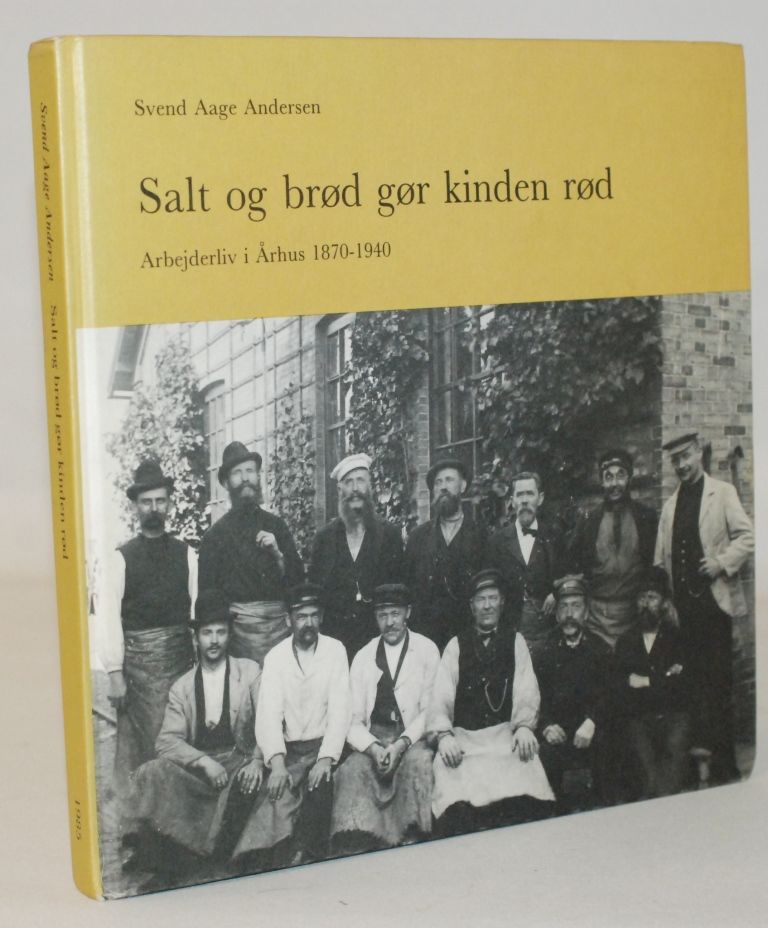 Svend Aage Andersen
Salt og brød gør kinden rød
Arbejderliv i Århus 1870-1940
Svend Aage Andersen Salt og brød gør kinden rød 1985